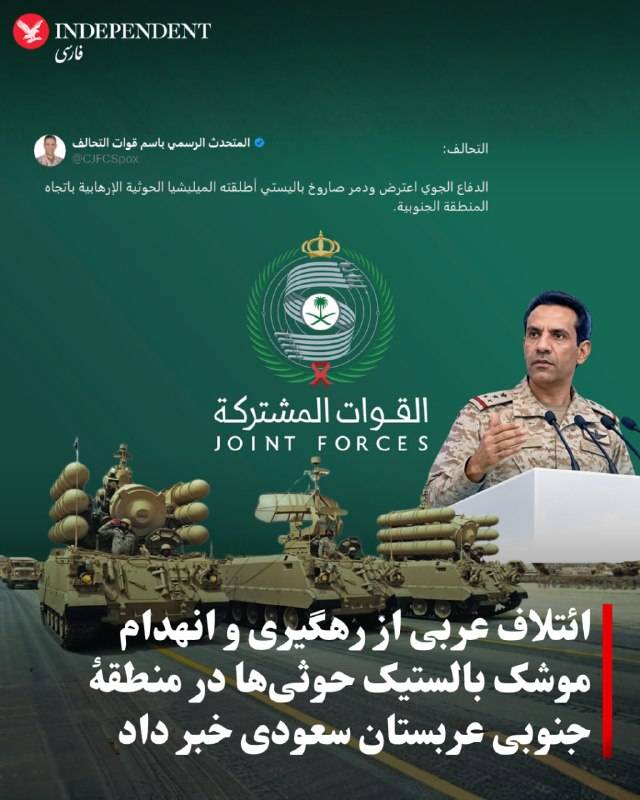 INDEPENDENT
فارسی
المتحدث الرسمي باسم قوات التحالف
@CJFCSpox
التحالف:
الدفاع الجوي اعترض ودمر صاروخ باليستي أطلقته الميليشيا الحوثية الإرهابية باتجاه
المنطقة الجنوبية.
القوات المشتركة
JOINT FORCES
ائتلاف عربی از رهگیری و انهدام
موشک بالستیک حوثی‌ها در منطقهٔ
جنوبی عربستان سعودی خبر داد